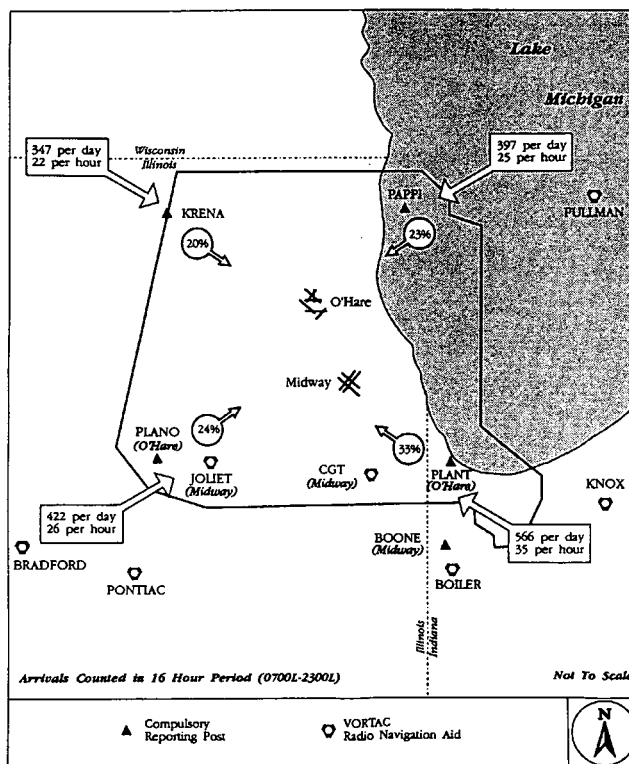 Lake
Michigan
347 per day
22 per hour
Wisconsin
Illinois
397 per day
25 per hour
PAPPI
PULLMAN
KRENA
20%
23%
O'Hare
Midway
24%
33%
PLANO
(O'Hare)
JOLIET
(Midway)
CGT
(Midway)
PLANT
(O'Hare)
KNOX
422 per day
26 per hour
566 per day
35 per hour
BOONE
(Midway)
BRADFORD
PONTIAC
BOILER
Illinois
Indiana
Arrivals Counted in 16 Hour Period (0700L-2300L)
Not To Scale
Compulsory
Reporting Post
VORTAC
Radio Navigation Aid
N